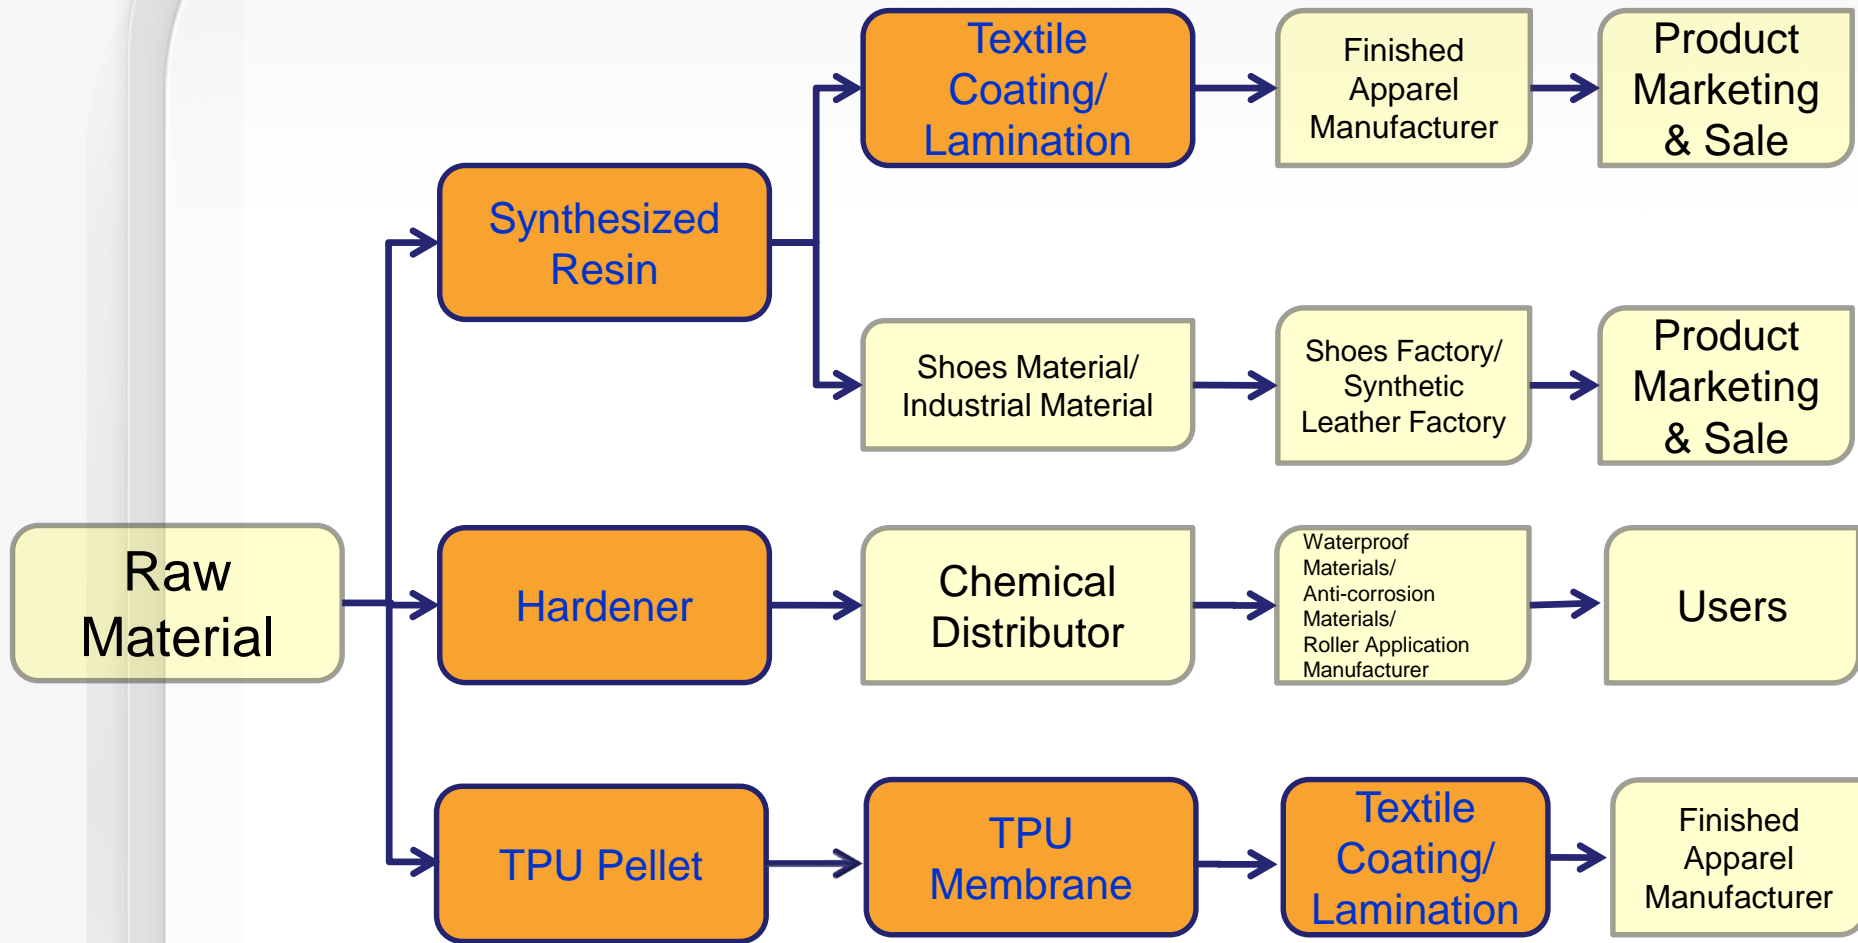 Textile
Coating/
Lamination
Finished
Apparel
Manufacturer
Product
Marketing
& Sale
Synthesized
Resin
Shoes Material/
Industrial Material
Shoes Factory/
Synthetic
Leather Factory
Product
Marketing
& Sale
Raw
Material
Hardener
Chemical
Distributor
Waterproof
Materials/
Anti-corrosion
Materials/
Roller Application
Manufacturer
Users
TPU Pellet
TPU
Membrane
Textile
Coating/
Lamination
Finished
Apparel
Manufacturer